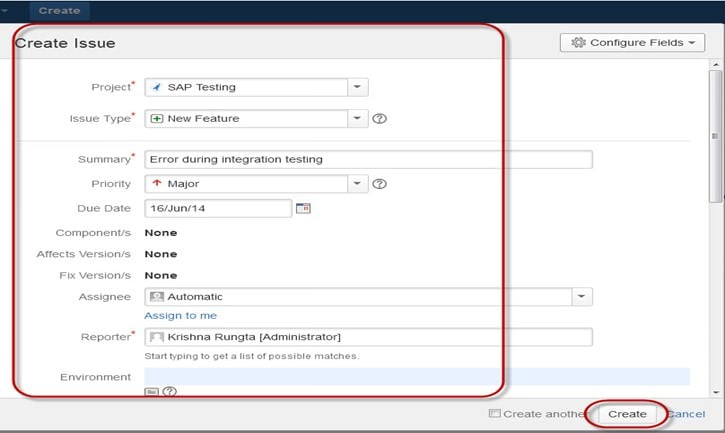 Create
Create Issue
Configure Fields
Project* SAP Testing
Issue Type* New Feature
Summary* Error during integration testing
Priority Major
Due Date 16/Jun/14
Component/s None
Affects Version/s None
Fix Version/s None
Assignee Automatic
Assign to me
Reporter* Krishna Rungta [Administrator]
Start typing to get a list of possible matches.
Environment
Create another Create Cancel